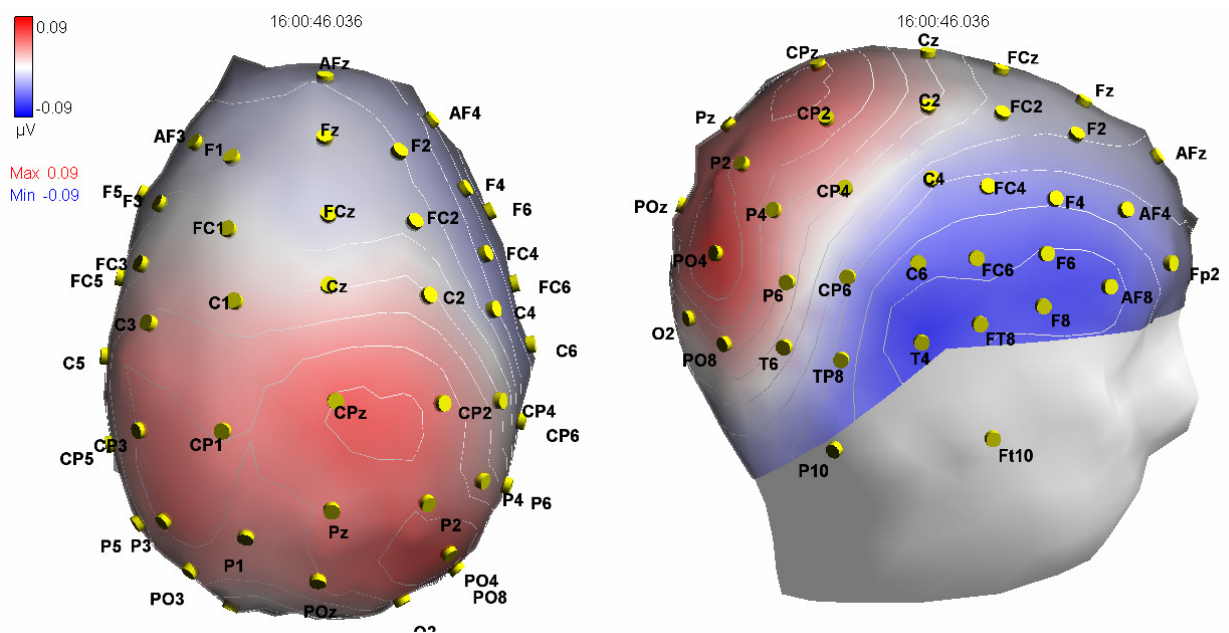 16:00:46.036
16:00:46.036
0.09
-0.09
µV
Max 0.09
Min -0.09
AFz
AF4
AF3
Fz
F1
F2
F5
F3
F4
F6
FCz
FC2
FC1
FC3
FC5
FC4
FC6
Cz
C1
C2
C3
C4
C5
C6
CPz
CP2
CP4
CP3
CP1
CP5
CP6
P4
P6
Pz
P2
P5
P3
P1
PO4
PO3
POz
PO8
O2
Cz
CPz
FCz
Fz
CP2
C2
FC2
F2
Pz
AFz
P2
CP4
C4
FC4
F4
POz
P4
AF4
PO4
P6
CP6
C6
FC6
F6
Fp2
AF8
O2
PO8
T6
TP8
T4
FT8
F8
P10
Ft10